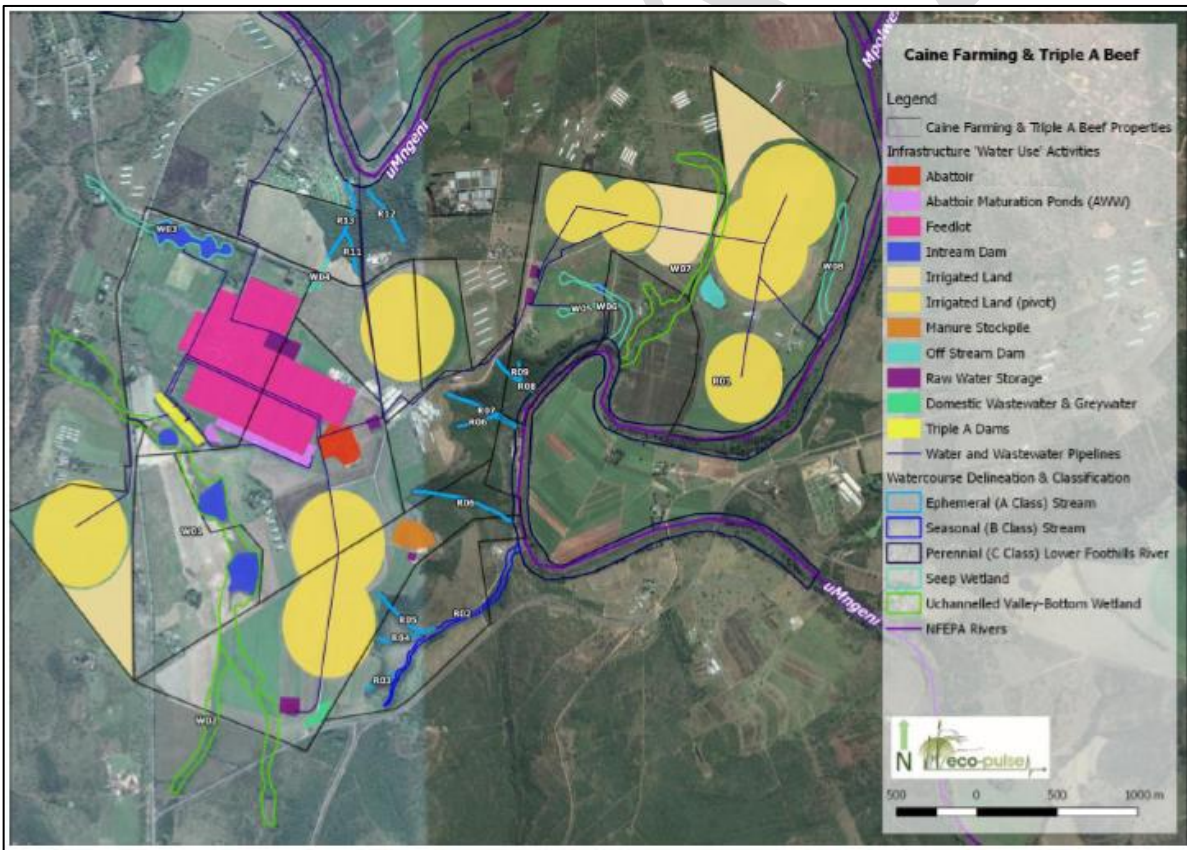 Caine Farming & Triple A Beef
Legend
Caine Farming & Triple A Beef Properties
Infrastructure 'Water Use' Activities
Abattoir
Abattoir Maturation Ponds (AWW)
Feedlot
Intream Dam
Irrigated Land
Irrigated Land (pivot)
Manure Stockpile
Off Stream Dam
Raw Water Storage
Domestic Wastewater & Greywater
Triple A Dams
Water and Wastewater Pipelines
Watercourse Delineation & Classification
Ephemeral (A Class) Stream
Seasonal (B Class) Stream
Perennial (C Class) Lower Foothills River
Seep Wetland
Uchannelled Valley-Bottom Wetland
NFEPA Rivers
N
eco-pulse
500 0 500 1000 m
uMngeni
Mpolwe
R12
R13
R11
W03
W04
W07
W08
W05
W06
R01
R09
R08
R07
R06
R06
W01
R02
R05
R04
R03
W02
uMngeni